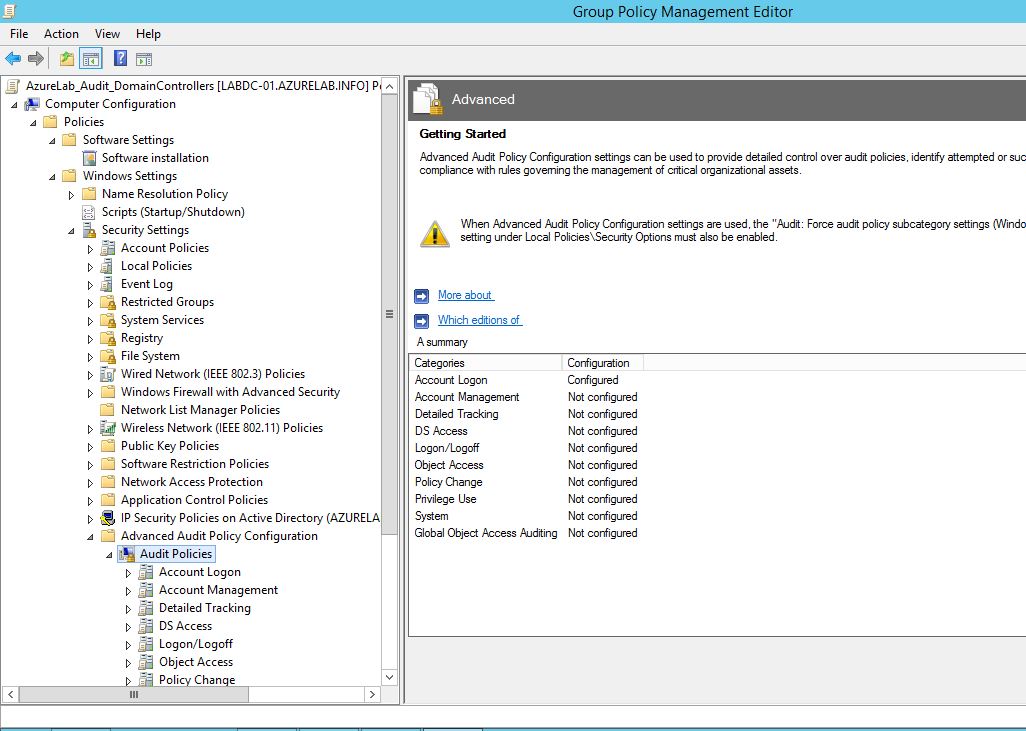 Group Policy Management Editor
File Action View Help
AzureLab_Audit_DomainControllers [LABDC-01.AZURELAB.INFO] P
Computer Configuration
Policies
Software Settings
Software installation
Windows Settings
Name Resolution Policy
Scripts (Startup/Shutdown)
Security Settings
Account Policies
Local Policies
Event Log
Restricted Groups
System Services
Registry
File System
Wired Network (IEEE 802.3) Policies
Windows Firewall with Advanced Security
Network List Manager Policies
Wireless Network (IEEE 802.11) Policies
Public Key Policies
Software Restriction Policies
Network Access Protection
Application Control Policies
IP Security Policies on Active Directory (AZURELA
Advanced Audit Policy Configuration
Audit Policies
Account Logon
Account Management
Detailed Tracking
DS Access
Logon/Logoff
Object Access
Policy Change
Advanced
Getting Started
Advanced Audit Policy Configuration settings can be used to provide detailed control over audit policies, identify attempted or suc
compliance with rules governing the management of critical organizational assets.
When Advanced Audit Policy Configuration settings are used, the "Audit: Force audit policy subcategory settings (Windo
setting under Local Policies\Security Options must also be enabled.
More about
Which editions of
A summary
Categories Configuration
Account Logon Configured
Account Management Not configured
Detailed Tracking Not configured
DS Access Not configured
Logon/Logoff Not configured
Object Access Not configured
Policy Change Not configured
Privilege Use Not configured
System Not configured
Global Object Access Auditing Not configured